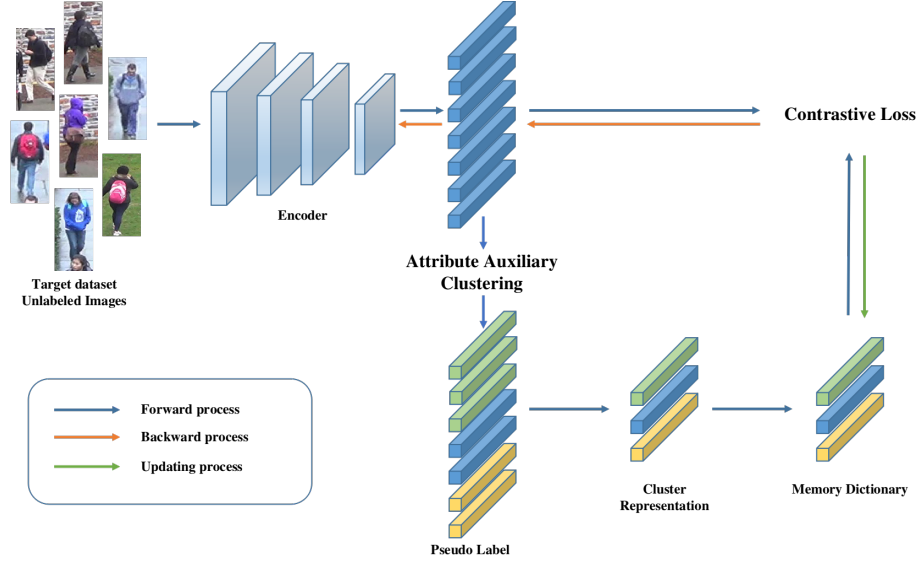 Contrastive Loss
Encoder
Attribute Auxiliary
Clustering
Target dataset
Unlabeled Images
Forward process
Backward process
Updating process
Cluster
Representation
Memory Dictionary
Pseudo Label